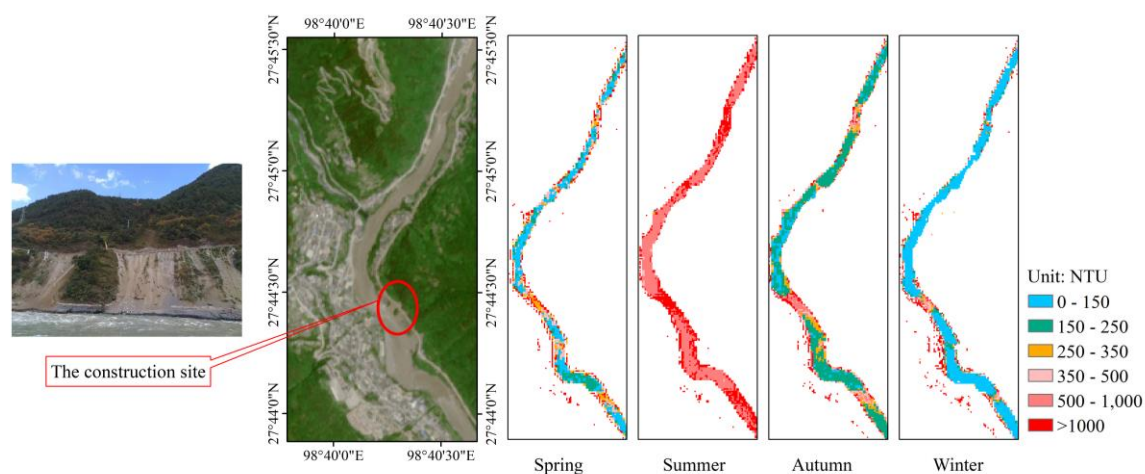 98°40'0"E 98°40'30"E
27°45'30"N
27°45'0"N
27°44'30"N
27°44'0"N
98°40'0"E 98°40'30"E
27°45'30"N
27°45'0"N
27°44'30"N
27°44'0"N
The construction site
Unit: NTU
0 - 150
150 - 250
250 - 350
350 - 500
500 - 1,000
>1000
Spring Summer Autumn Winter